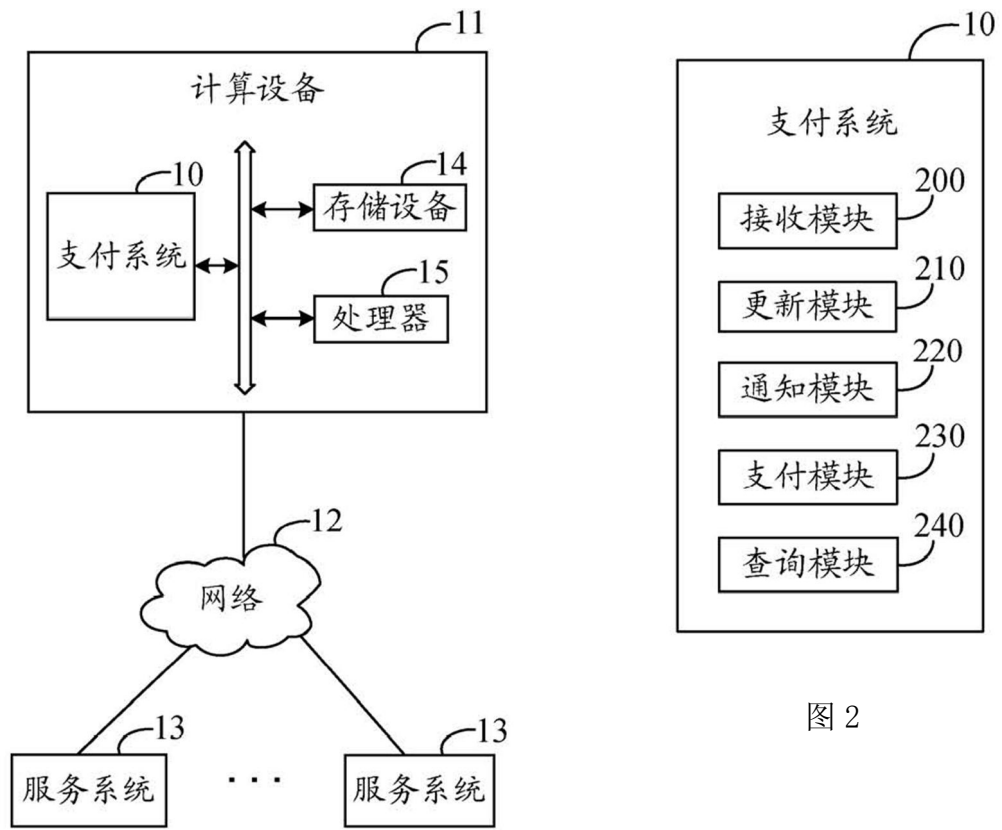 11
计算设备
10
支付系统
14
存储设备
15
处理器
12
网络
13
服务系统
...
13
服务系统
10
支付系统
200
接收模块
210
更新模块
220
通知模块
230
支付模块
240
查询模块
图2